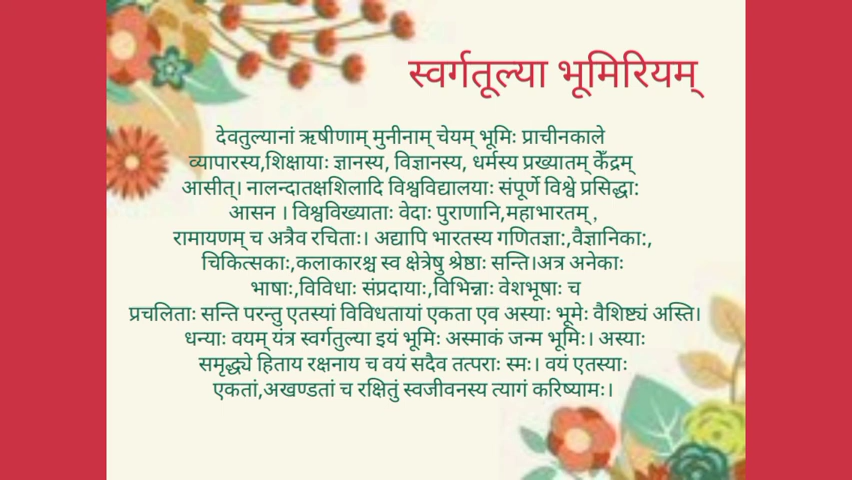 स्वर्गतूल्या भूमिरियम्
देवतुल्यानां ऋषीणाम् मुनीनाम् चेयम् भूमिः प्राचीनकाले
व्यापारस्य,शिक्षायाः ज्ञानस्य, विज्ञानस्य, धर्मस्य प्रख्यातम् केँद्रम्
आसीत्। नालन्दातक्षशिलादि विश्वविद्यालयाः संपूर्णे विश्वे प्रसिद्धा:
आसन । विश्वविख्याताः वेदाः पुराणानि,महाभारतम् ,
रामायणम् च अत्रैव रचिताः। अद्यापि भारतस्य गणितज्ञा:,वैज्ञानिका:,
चिकित्सकाः,कलाकारश्च स्व क्षेत्रेषु श्रेष्ठाः सन्ति।अत्र अनेकाः
भाषाः,विविधाः संप्रदायाः,विभिन्नाः वेशभूषाः च
प्रचलिताः सन्ति परन्तु एतस्यां विविधतायां एकता एव अस्याः भूमेः वैशिष्ट्यं अस्ति।
धन्याः वयम् यंत्र स्वर्गतुल्या इयं भूमिः अस्माकं जन्म भूमिः। अस्याः
समृद्ध्ये हिताय रक्षनाय च वयं सदैव तत्पराः स्मः। वयं एतस्याः
एकतां,अखण्डतां च रक्षितुं स्वजीवनस्य त्यागं करिष्यामः।